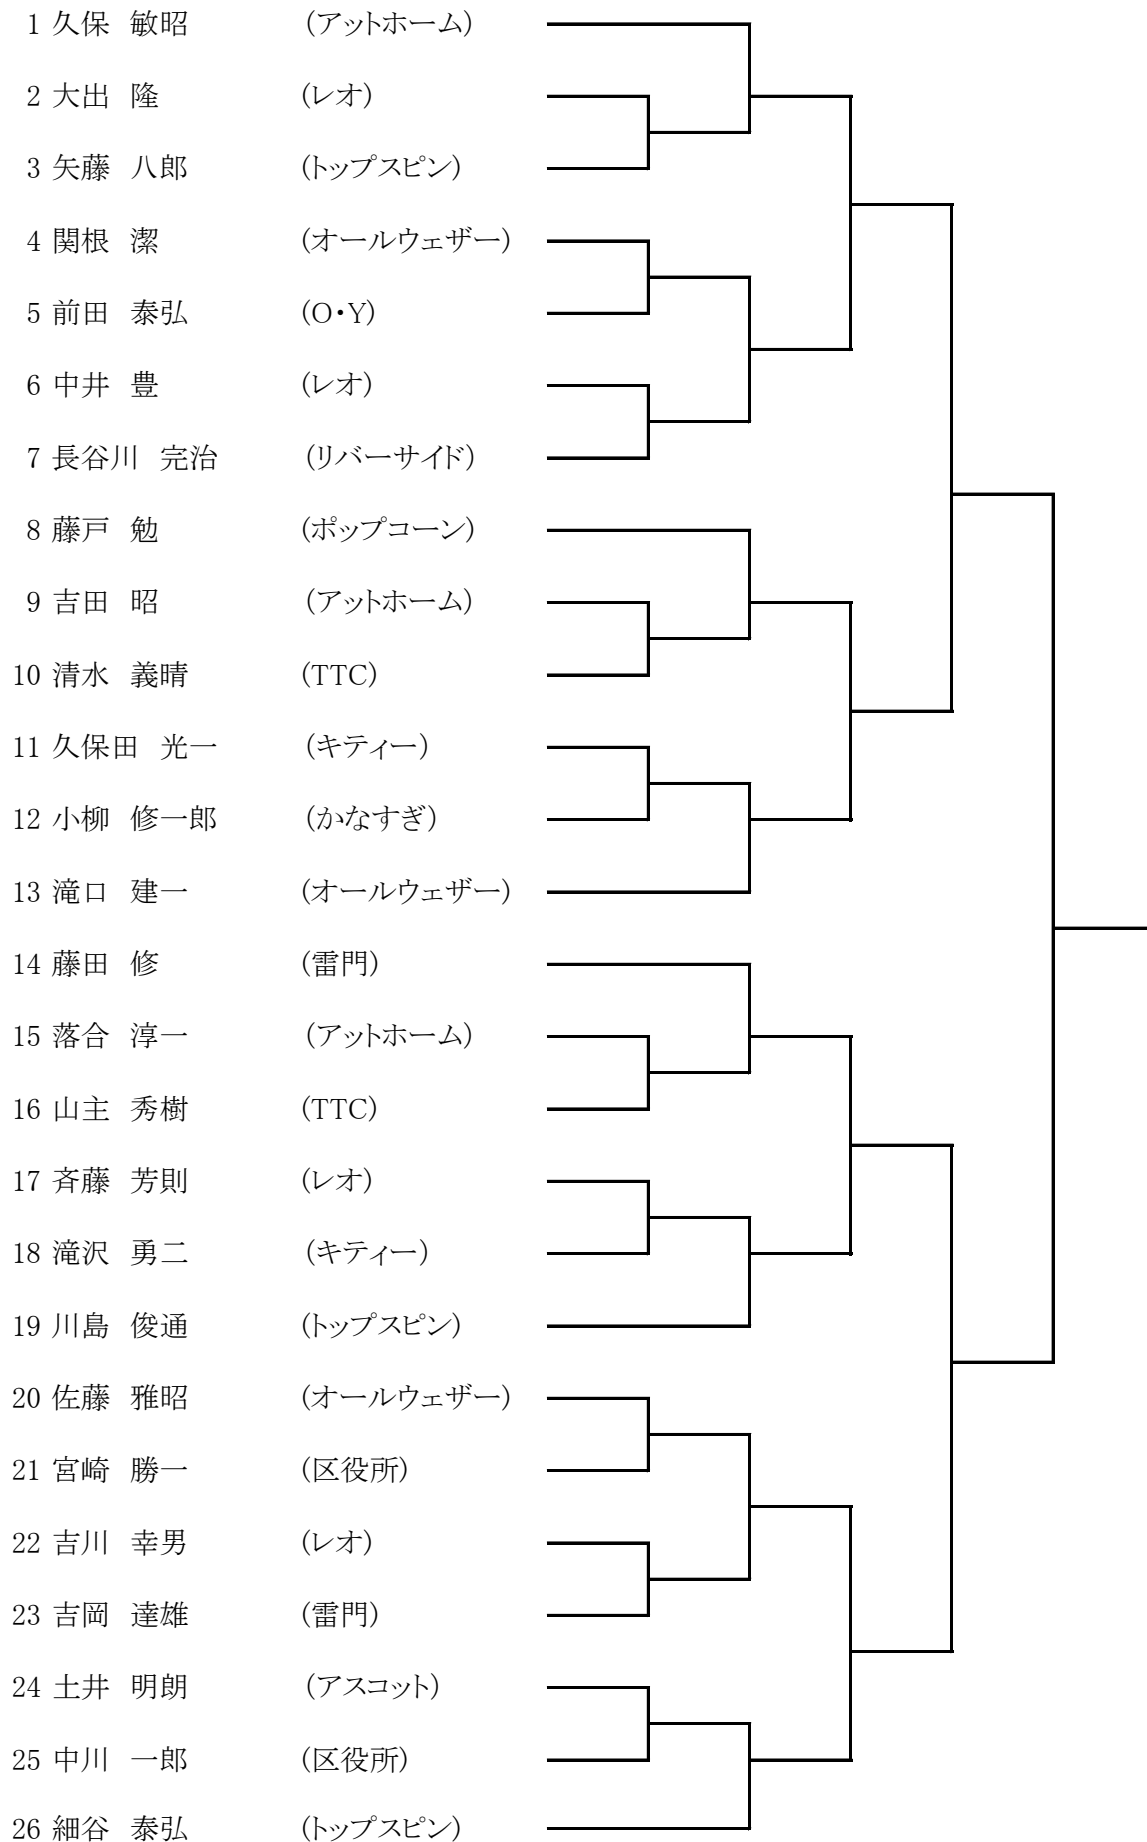 1 久保 敏昭 (アットホーム)
2 大出 隆 (レオ)
3 矢藤 八郎 (トップスピン)
4 関根 潔 (オールウェザー)
5 前田 泰弘 (O・Y)
6 中井 豊 (レオ)
7 長谷川 完治 (リバーサイド)
8 藤戸 勉 (ポップコーン)
9 吉田 昭 (アットホーム)
10 清水 義晴 (TTC)
11 久保田 光一 (キティー)
12 小柳 修一郎 (かなすぎ)
13 滝口 建一 (オールウェザー)
14 藤田 修 (雷門)
15 落合 淳一 (アットホーム)
16 山主 秀樹 (TTC)
17 斉藤 芳則 (レオ)
18 滝沢 勇二 (キティー)
19 川島 俊通 (トップスピン)
20 佐藤 雅昭 (オールウェザー)
21 宮崎 勝一 (区役所)
22 吉川 幸男 (レオ)
23 吉岡 達雄 (雷門)
24 土井 明朗 (アスコット)
25 中川 一郎 (区役所)
26 細谷 泰弘 (トップスピン)